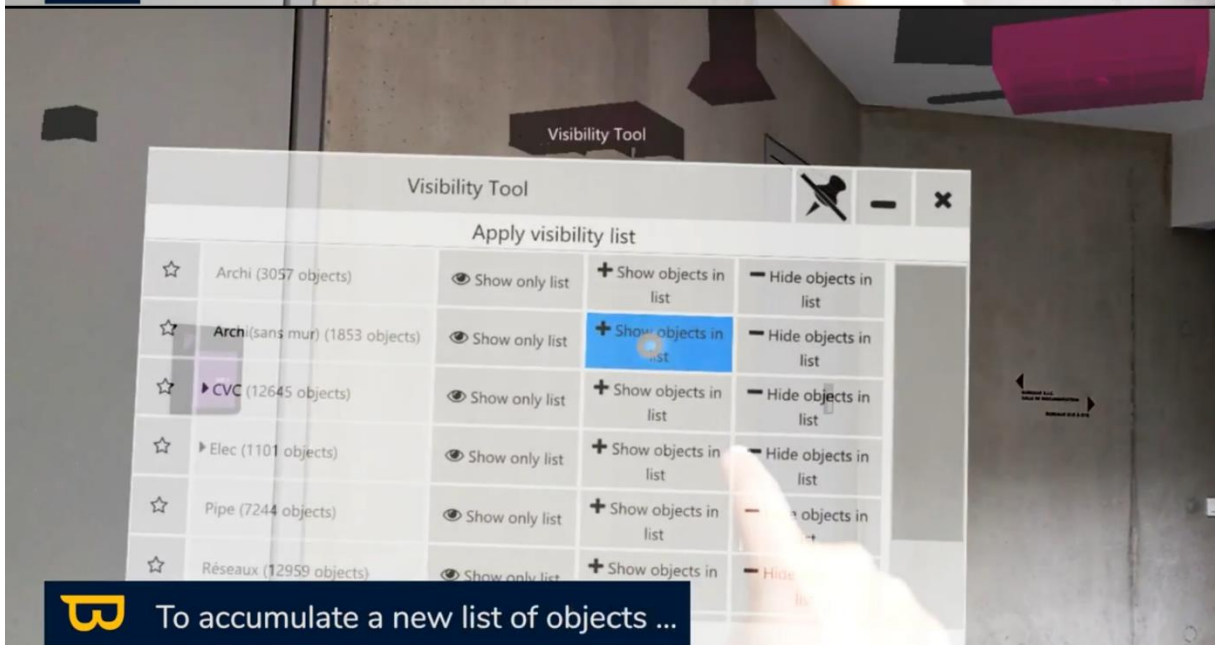 Visibility Tool
Visibility Tool
Apply visibility list
Archi (3057 objects) Show only list + Show objects in list - Hide objects in list
Archi(sans mur) (1853 objects) Show only list + Show objects in list - Hide objects in list
CVC (12645 objects) Show only list + Show objects in list - Hide objects in list
Elec (1101 objects) Show only list + Show objects in list - Hide objects in list
Pipe (7244 objects) Show only list + Show objects in list - objects in
Réseaux (12959 objects) Show only list + Show objects in - Hide
To accumulate a new list of objects ...